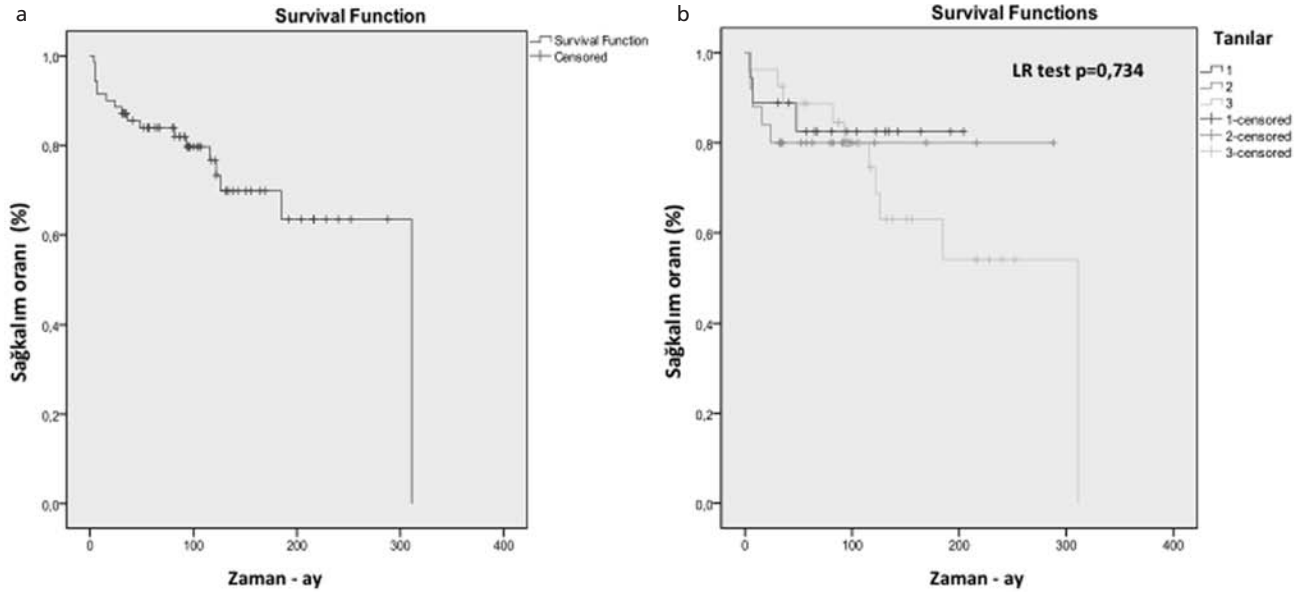 a
Survival Function
Survival Function
Censored
1,0
0,8
0,6
0,4
0,2
0,0
0 100 200 300 400
Sağkalım oranı (%)
Zaman - ay
b
Survival Functions
LR test p=0,734
Tanılar
1
2
3
1-censored
2-censored
3-censored
1,0
0,8
0,6
0,4
0,2
0,0
0 100 200 300 400
Sağkalım oranı (%)
Zaman - ay